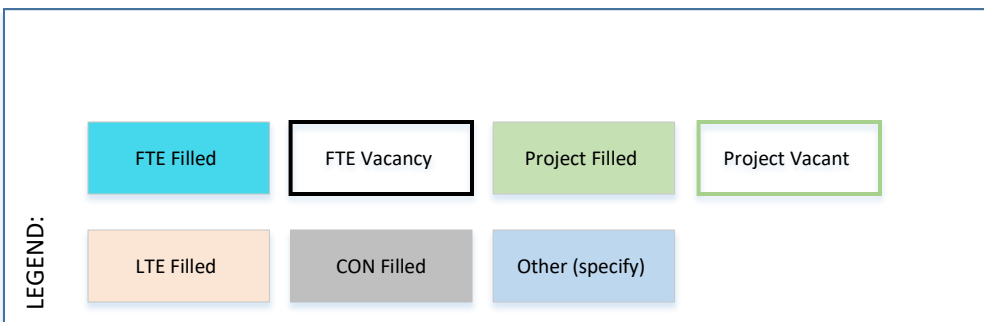 FTE Filled
FTE Vacancy
Project Filled
Project Vacant
LEGEND:
LTE Filled
CON Filled
Other (specify)